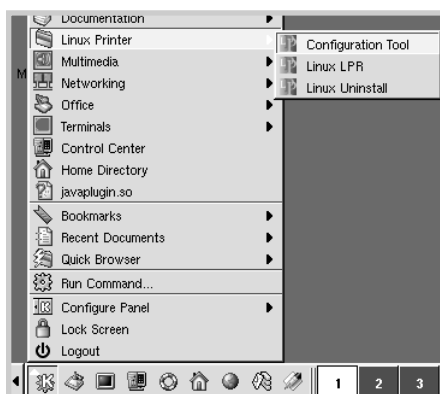 Documentation
Linux Printer
Multimedia
M
Networking
Office
Terminals
Control Center
Home Directory
javaplugin.so
Bookmarks
Recent Documents
Quick Browser
Run Command...
Configure Panel
Lock Screen
Logout
Configuration Tool
Linux LPR
Linux Uninstall
1 2 3